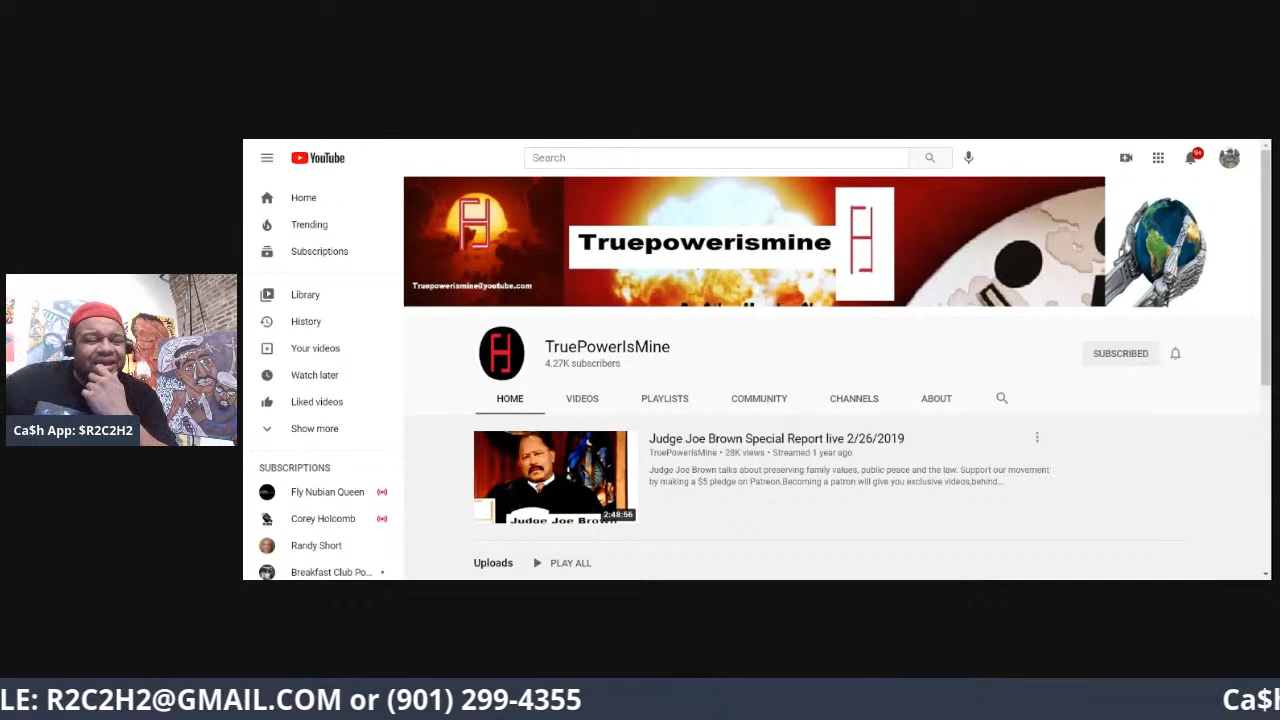 YouTube
Search
9+
Home
Trending
Subscriptions
Library
History
Your videos
Watch later
Liked videos
Show more
SUBSCRIPTIONS
Fly Nubian Queen
Corey Holcomb
Randy Short
Breakfast Club Po...
Truepowerismine
Truepowerismine@youtube.com
TruePowerIsMine
4.27K subscribers
SUBSCRIBED
HOME VIDEOS PLAYLISTS COMMUNITY CHANNELS ABOUT
Judge Joe Brown
2:48:56
Judge Joe Brown Special Report live 2/26/2019
TruePowerIsMine • 28K views • Streamed 1 year ago
Judge Joe Brown talks about preserving family values, public peace and the law. Support our movement
by making a $5 pledge on Patreon.Becoming a patron will give you exclusive videos,behind...
Uploads PLAY ALL
Ca$h App: $R2C2H2
LE: R2C2H2@GMAIL.COM or (901) 299-4355
Ca$h